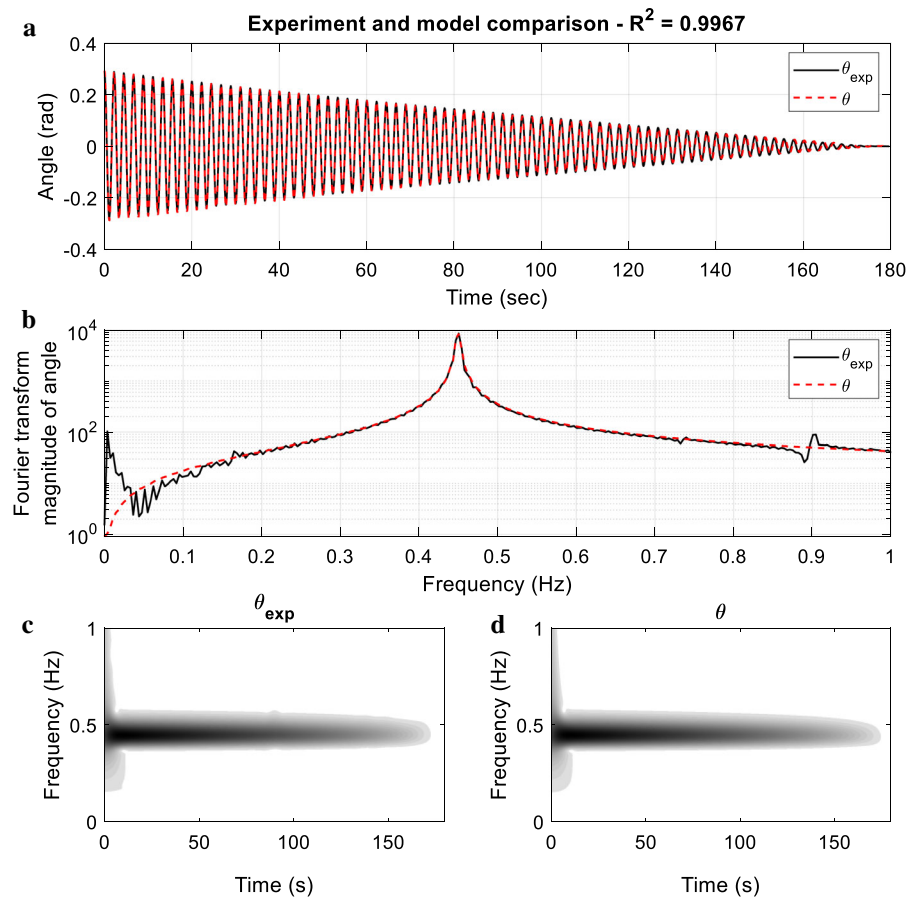 a
Experiment and model comparison - R² = 0.9967
Angle (rad)
0.4
0.2
0
-0.2
-0.4
θexp
θ
0 20 40 60 80 100 120 140 160 180
Time (sec)
b
Fourier transform
magnitude of angle
10⁴
10²
10⁰
θexp
θ
0 0.1 0.2 0.3 0.4 0.5 0.6 0.7 0.8 0.9 1
Frequency (Hz)
c
θexp
Frequency (Hz)
1
0.5
0
0 50 100 150
Time (s)
d
θ
Frequency (Hz)
1
0.5
0
0 50 100 150
Time (s)